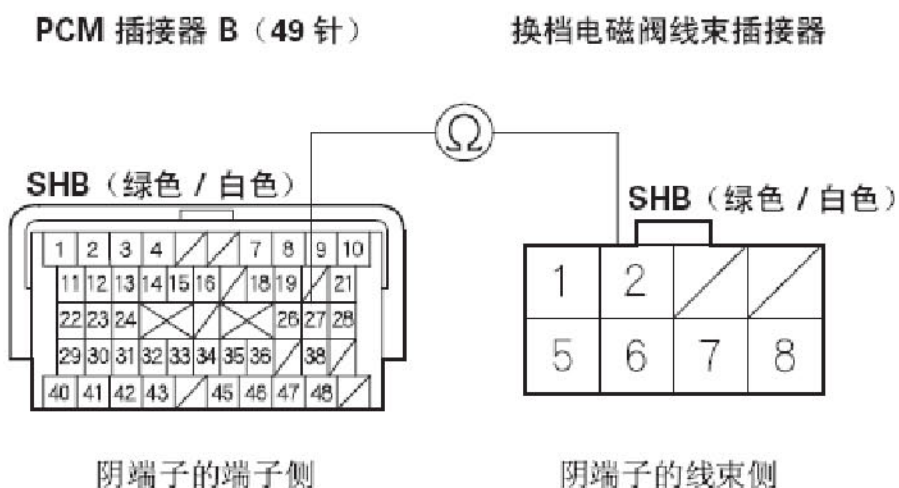 PCM 插接器 B（49 针）
换档电磁阀线束插接器
Ω
SHB（绿色 / 白色）
SHB（绿色 / 白色）
1 2 3 4 7 8 9 10
11 12 13 14 15 16 18 19 21
22 23 24 26 27 28
29 30 31 32 33 34 35 36 38
40 41 42 43 45 46 47 48
1 2
5 6 7 8
阴端子的端子侧
阴端子的线束侧